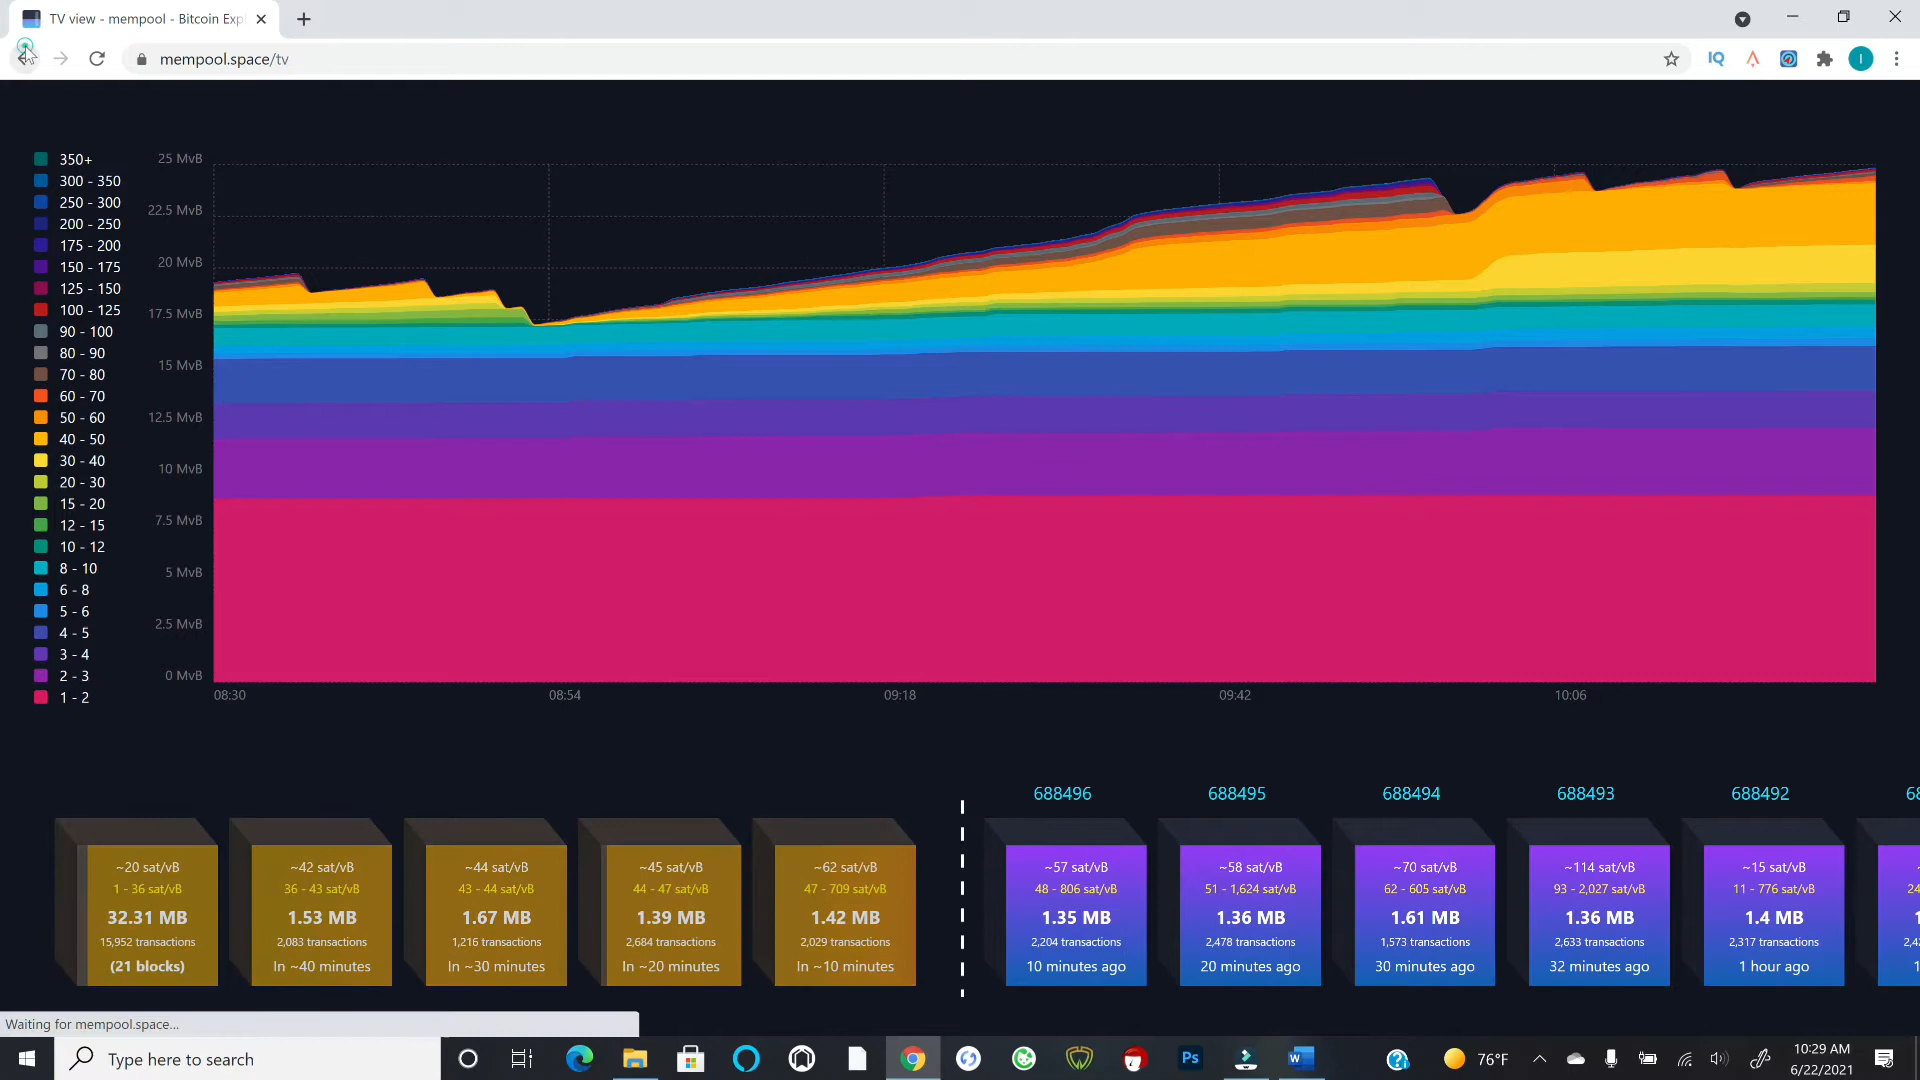 TV view - mempool - Bitcoin Exp
mempool.space/tv
IQ
I
350+
300 - 350
250 - 300
200 - 250
175 - 200
150 - 175
125 - 150
100 - 125
90 - 100
80 - 90
70 - 80
60 - 70
50 - 60
40 - 50
30 - 40
20 - 30
15 - 20
12 - 15
10 - 12
8 - 10
6 - 8
5 - 6
4 - 5
3 - 4
2 - 3
1 - 2
25 MvB
22.5 MvB
20 MvB
17.5 MvB
15 MvB
12.5 MvB
10 MvB
7.5 MvB
5 MvB
2.5 MvB
0 MvB
08:30 08:54 09:18 09:42 10:06
~20 sat/vB
1 - 36 sat/vB
32.31 MB
15,952 transactions
(21 blocks)
~42 sat/vB
36 - 43 sat/vB
1.53 MB
2,083 transactions
In ~40 minutes
~44 sat/vB
43 - 44 sat/vB
1.67 MB
1,216 transactions
In ~30 minutes
~45 sat/vB
44 - 47 sat/vB
1.39 MB
2,684 transactions
In ~20 minutes
~62 sat/vB
47 - 709 sat/vB
1.42 MB
2,029 transactions
In ~10 minutes
688496
~57 sat/vB
48 - 806 sat/vB
1.35 MB
2,204 transactions
10 minutes ago
688495
~58 sat/vB
51 - 1,624 sat/vB
1.36 MB
2,478 transactions
20 minutes ago
688494
~70 sat/vB
62 - 605 sat/vB
1.61 MB
1,573 transactions
30 minutes ago
688493
~114 sat/vB
93 - 2,027 sat/vB
1.36 MB
2,633 transactions
32 minutes ago
688492
~15 sat/vB
11 - 776 sat/vB
1.4 MB
2,317 transactions
1 hour ago
Waiting for mempool.space...
Type here to search
Ps
W
76°F
10:29 AM
6/22/2021